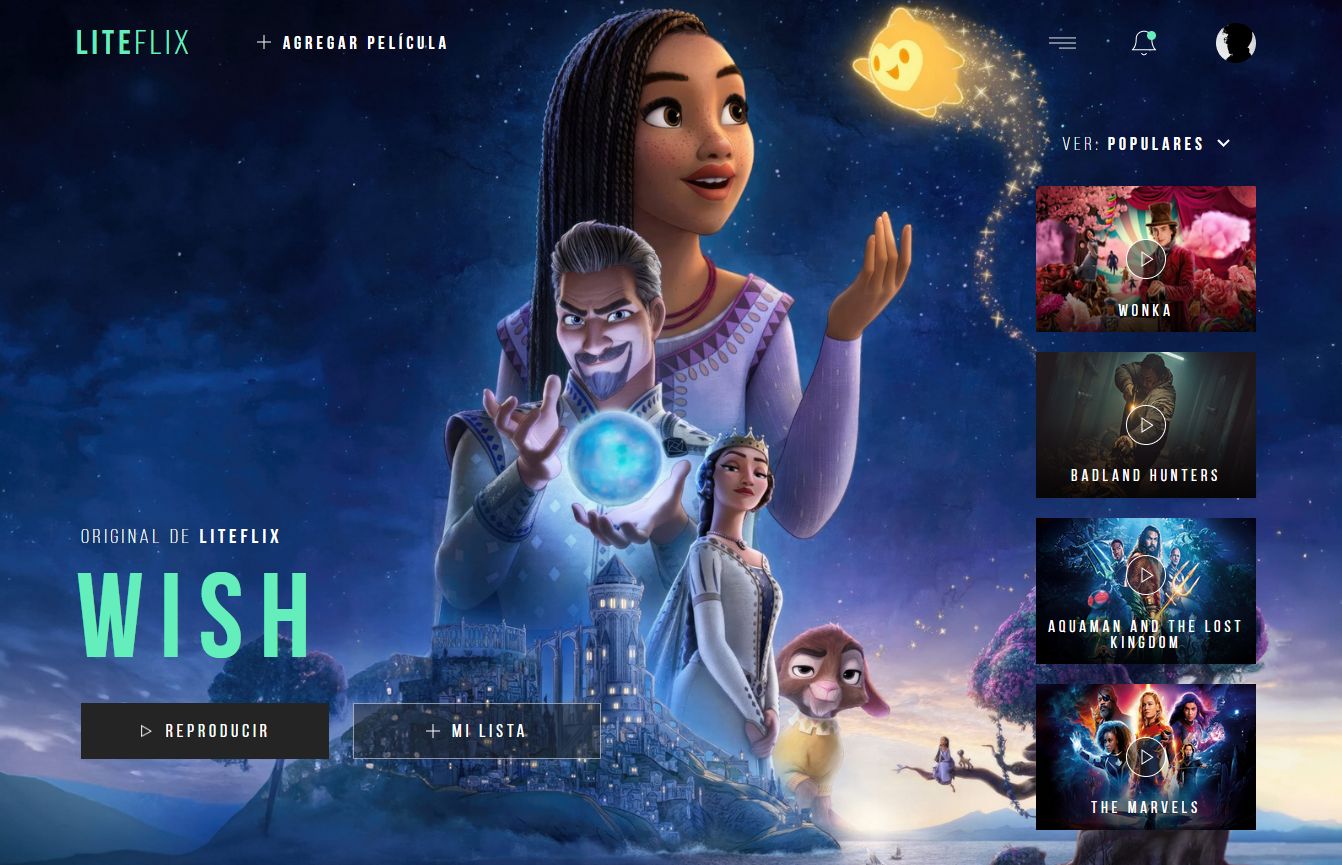 LITEFLIX
AGREGAR PELÍCULA
VER: POPULARES
WONKA
BADLAND HUNTERS
AQUAMAN AND THE LOST
KINGDOM
THE MARVELS
ORIGINAL DE LITEFLIX
WISH
REPRODUCIR
MI LISTA